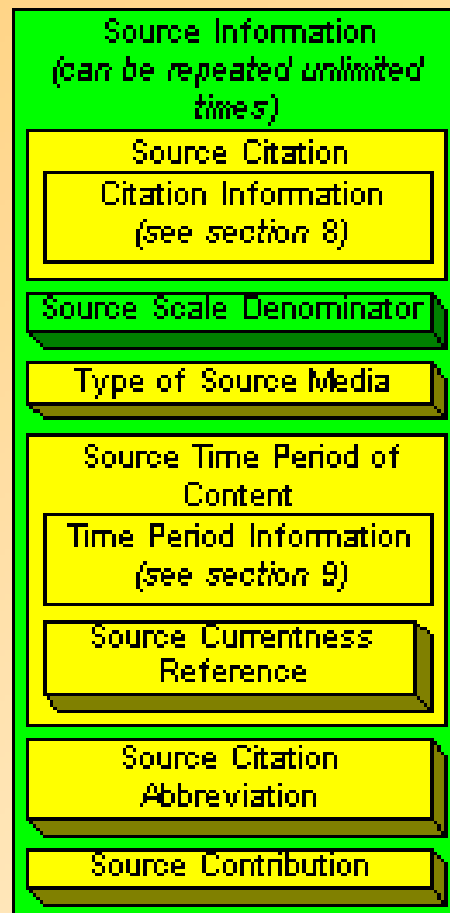 Source Information
(can be repeated unlimited
times)
Source Citation
Citation Information
(see section 8)
Source Scale Denominator
Type of Source Media
Source Time Period of
Content
Time Period Information
(see section 9)
Source Currentness
Reference
Source Citation
Abbreviation
Source Contribution